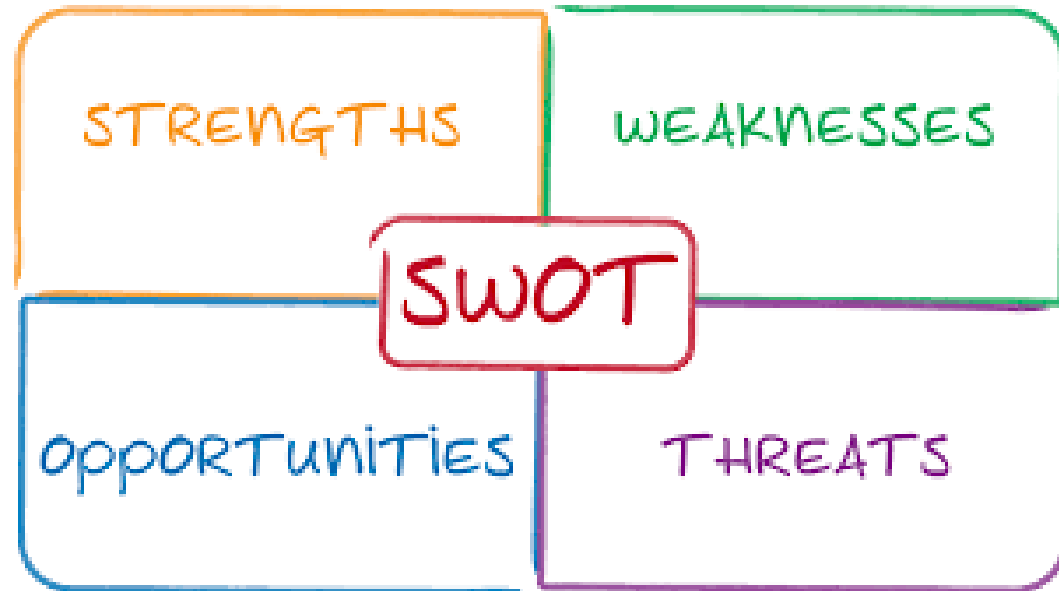 STRENGTHS
WEAKNESSES
SWOT
OPPORTUNITIES
THREATS